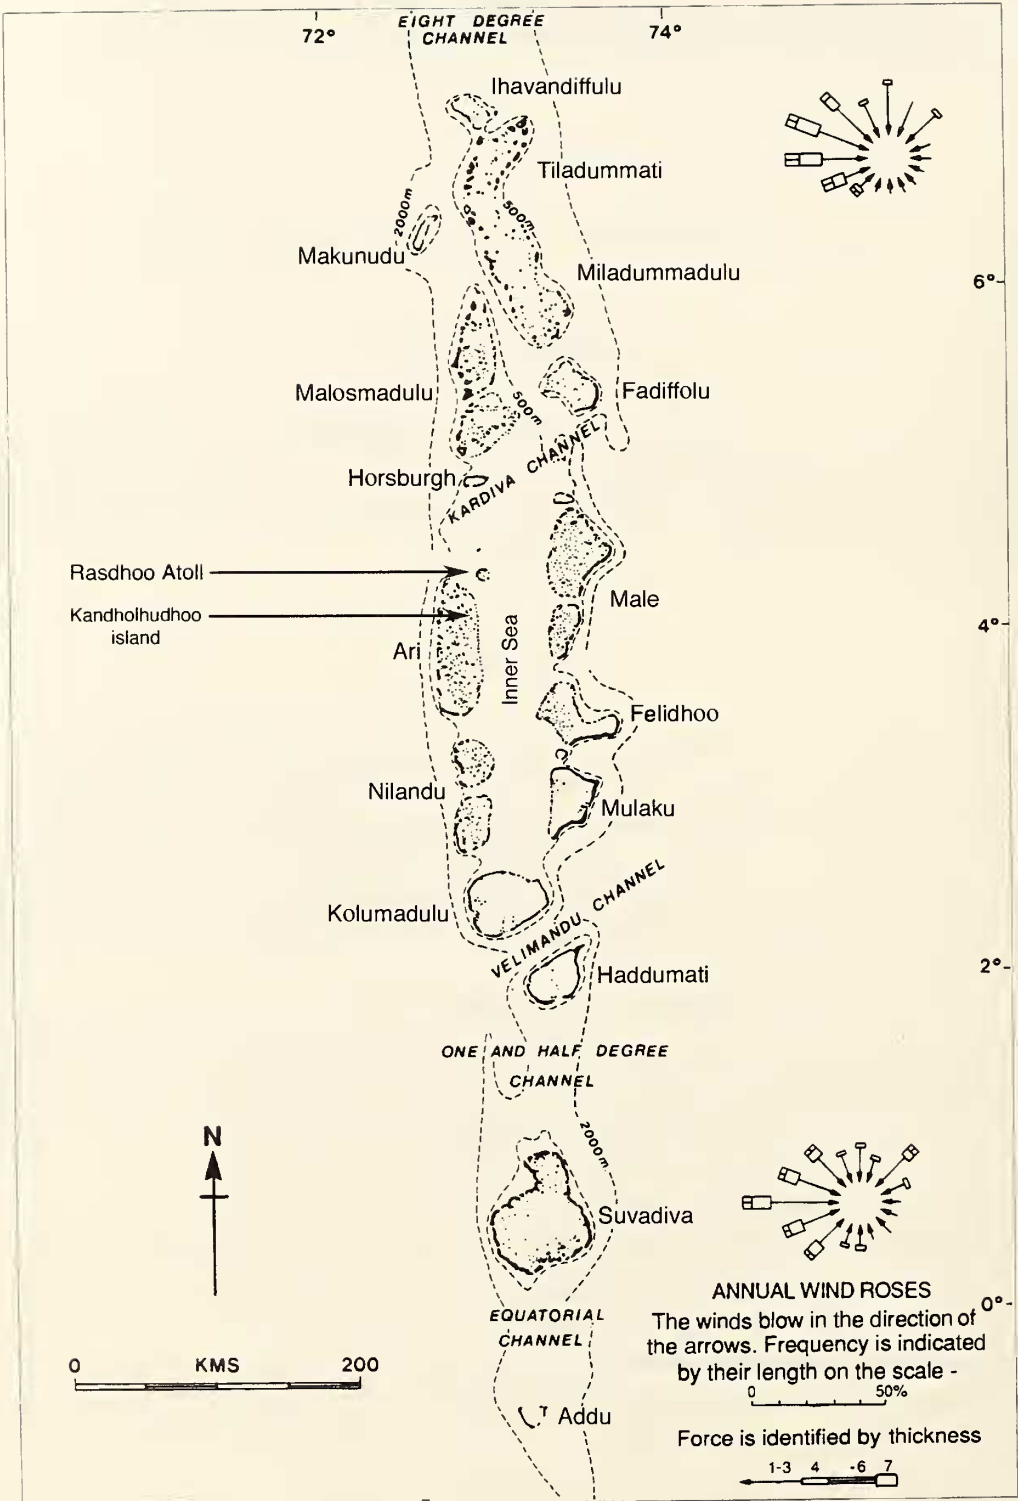 EIGHT DEGREE
CHANNEL
72°
74°
Ihavandiffulu
Tiladummati
2000m
500m
Makunudu
Miladummadulu
6°
Malosmadulu
500m
Fadiffolu
KARDIVA CHANNEL
Horsburgh
Rasdhoo Atoll
Kandholhudhoo
island
Male
4°
Ari
Inner Sea
Felidhoo
Nilandu
Mulaku
Kolumadulu
VELIMANDU CHANNEL
Haddumati
2°
ONE AND HALF DEGREE
CHANNEL
N
2000m
Suvadiva
ANNUAL WIND ROSES
0°
The winds blow in the direction of
the arrows. Frequency is indicated
by their length on the scale -
0 50%
EQUATORIAL
CHANNEL
0 KMS 200
Addu
Force is identified by thickness
1-3 4 -6 7